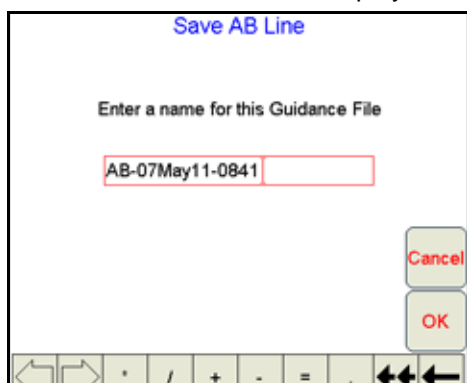 Save AB Line
Enter a name for this Guidance File
AB-07May11-0841
Cancel
OK
/ + - = .